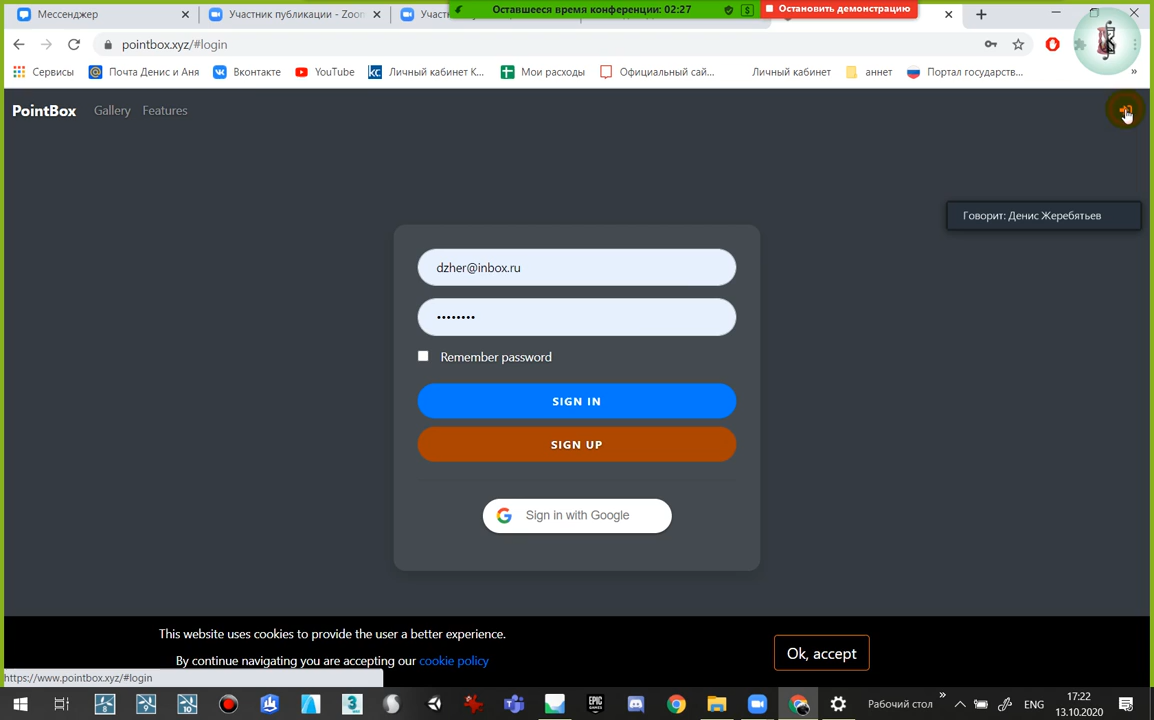 Оставшееся время конференции: 02:27
Остановить демонстрацию
Мессенджер
Участник публикации - Zoom
pointbox.xyz/#login
Сервисы
Почта Денис и Аня
Вконтакте
YouTube
Личный кабинет К...
Мои расходы
Официальный сай...
Личный кабинет
аннет
Портал государств...
PointBox
Gallery
Features
Говорит: Денис Жеребятьев
dzher@inbox.ru
Remember password
SIGN IN
SIGN UP
Sign in with Google
This website uses cookies to provide the user a better experience.
By continue navigating you are accepting our cookie policy
Ok, accept
https://www.pointbox.xyz/#login
Рабочий стол
ENG
17:22
13.10.2020